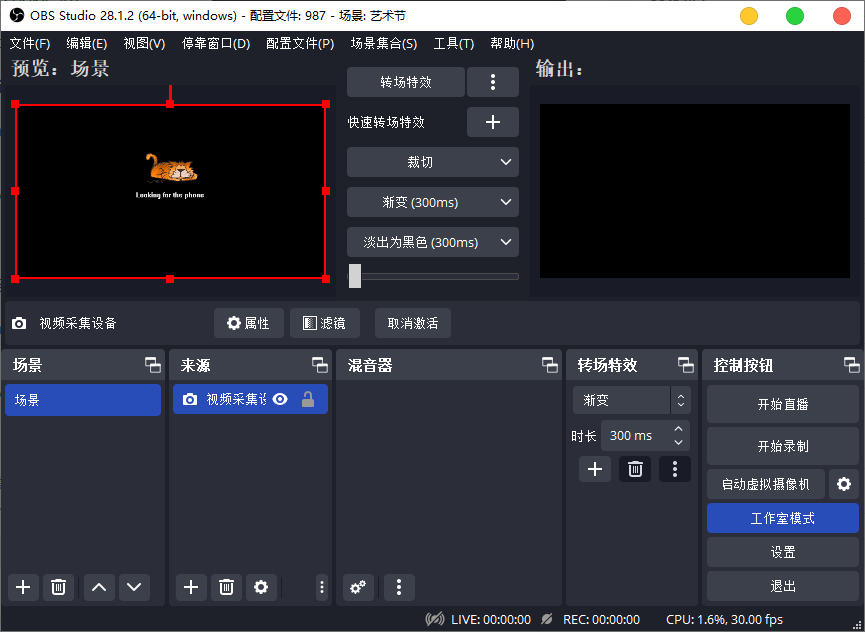 OBS Studio 28.1.2 (64-bit, windows) - 配置文件: 987 - 场景: 艺术节
文件(F) 编辑(E) 视图(V) 停靠窗口(D) 配置文件(P) 场景集合(S) 工具(T) 帮助(H)
预览：场景
转场特效
输出：
快速转场特效
裁切
Looking for the phone
渐变 (300ms)
淡出为黑色 (300ms)
视频采集设备
属性
滤镜
取消激活
场景
来源
混音器
转场特效
控制按钮
场景
视频采集设
渐变
时长 300 ms
开始直播
开始录制
启动虚拟摄像机
工作室模式
设置
退出
LIVE: 00:00:00 REC: 00:00:00 CPU: 1.6%, 30.00 fps